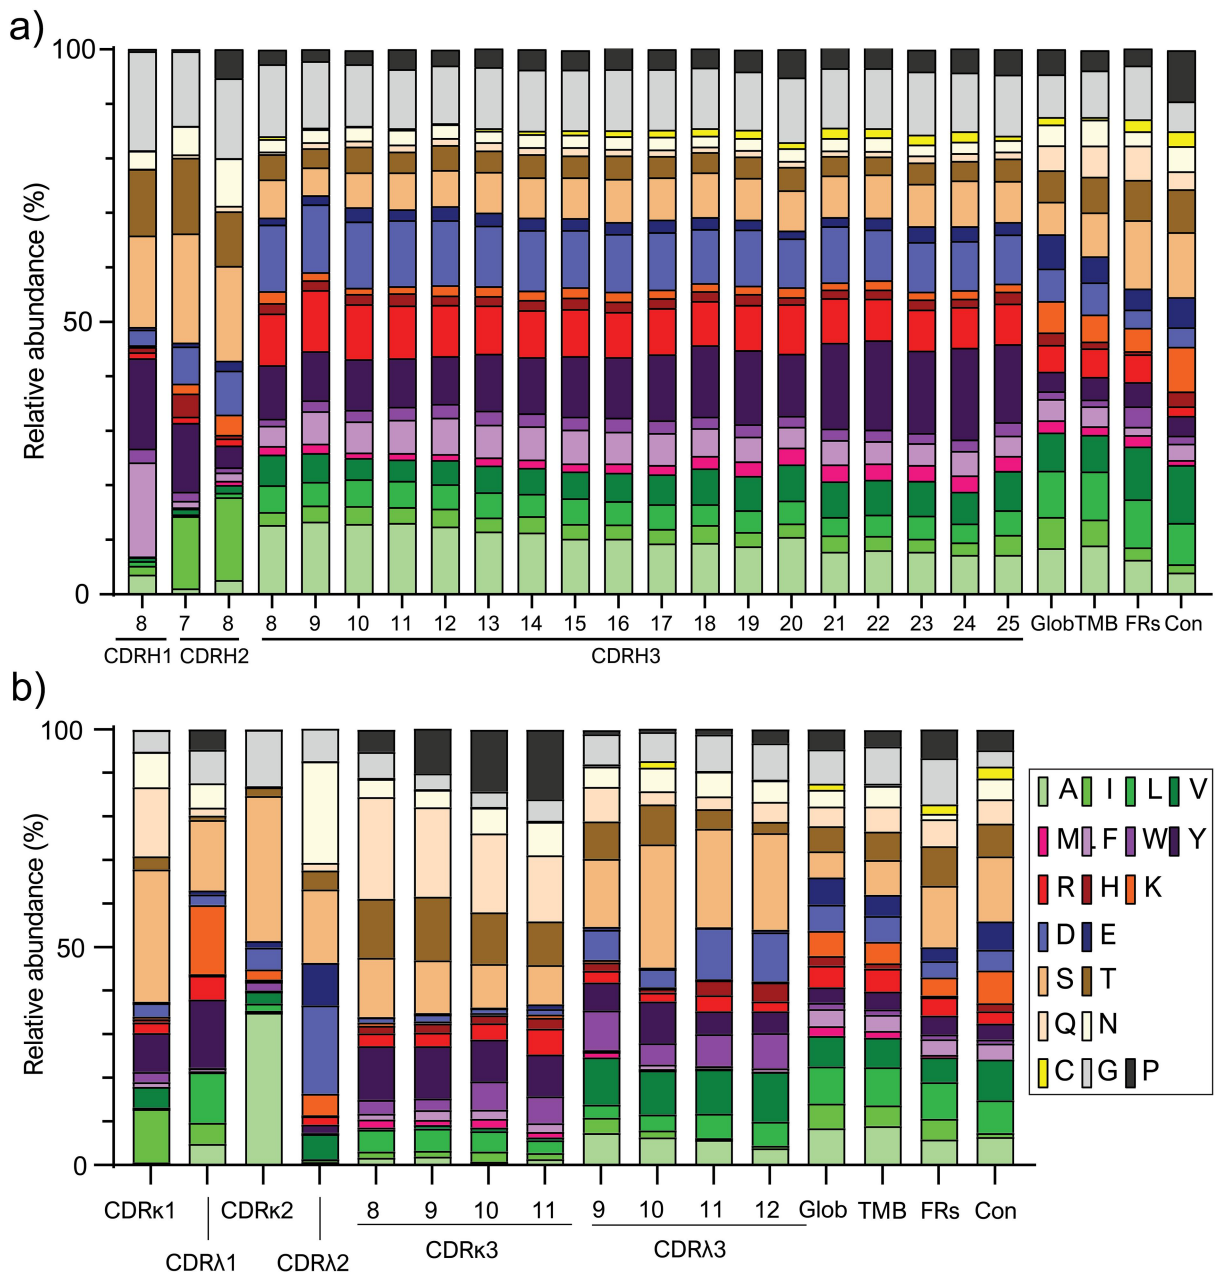 a)
100
50
0
Relative abundance (%)
8 7 8 8 9 10 11 12 13 14 15 16 17 18 19 20 21 22 23 24 25 Glob TMB FRs Con
CDRH1 CDRH2 CDRH3
b)
100
50
0
Relative abundance (%)
A I L V
M F W Y
R H K
D E
S T
Q N
C G P
CDRκ1 CDRκ2 8 9 10 11 9 10 11 12 Glob TMB FRs Con
CDRλ1 CDRλ2 CDRκ3 CDRλ3